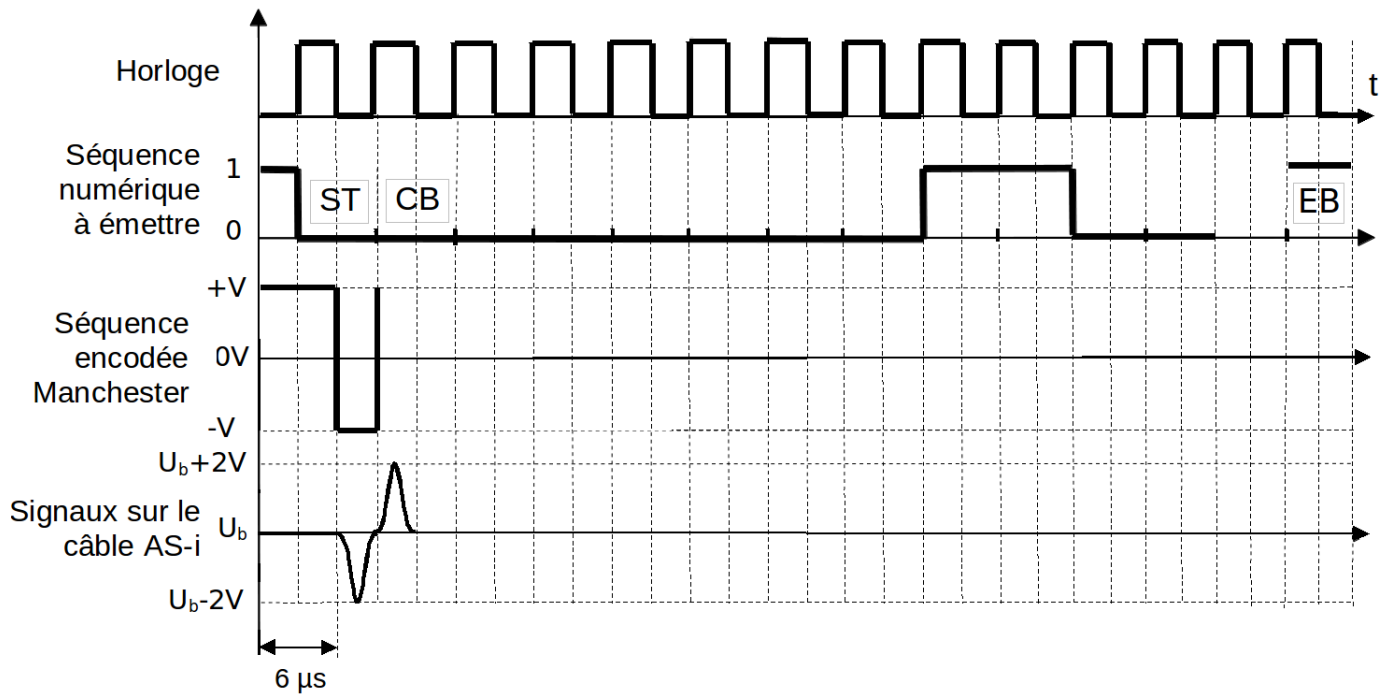 Horloge
t
Séquence
numérique
à émettre
1
0
ST
CB
EB
+V
Séquence
encodée
Manchester
0V
-V
Ub+2V
Signaux sur le
câble AS-i
Ub
Ub-2V
6 µs